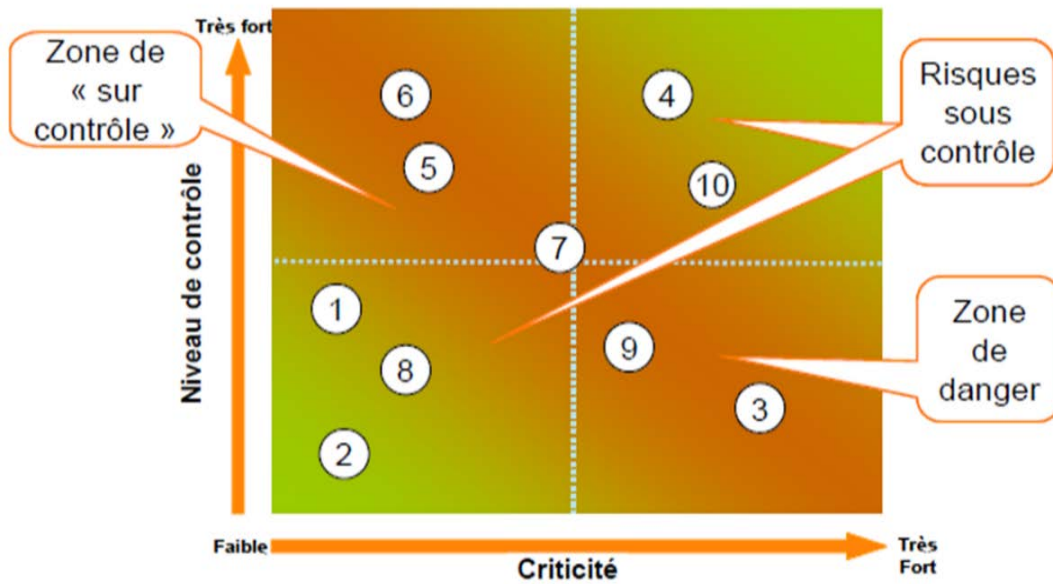 Très fort
Zone de
« sur
contrôle »
Niveau de contrôle
6
4
5
10
7
1
8
9
3
2
Risques
sous
contrôle
Zone
de
danger
Faible
Criticité
Très
Fort